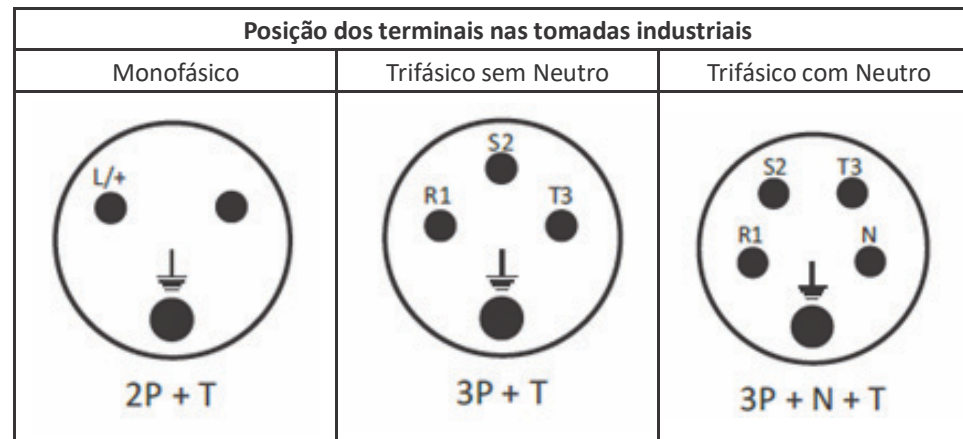 Posição dos terminais nas tomadas industriais
Monofásico
Trifásico sem Neutro
Trifásico com Neutro
L/+
2P + T
S2
R1 T3
3P + T
S2 T3
R1 N
3P + N + T